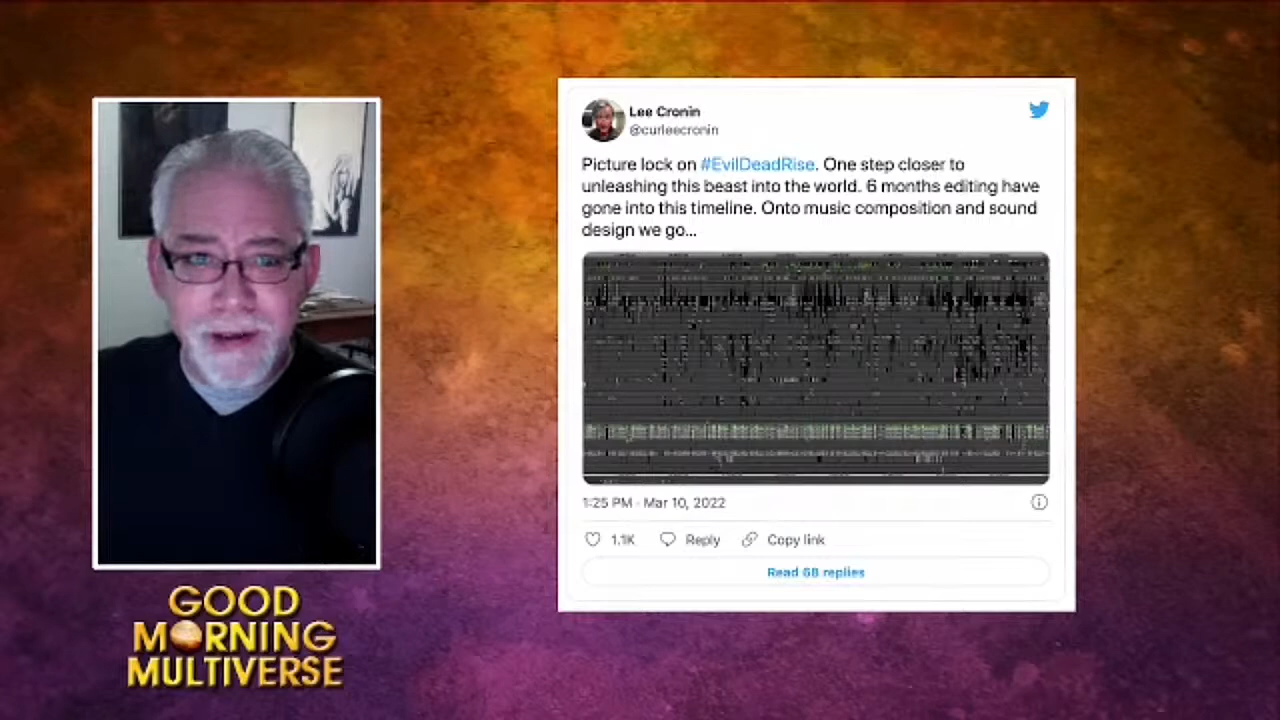 Lee Cronin
@curleecronin
Picture lock on #EvilDeadRise. One step closer to
unleashing this beast into the world. 6 months editing have
gone into this timeline. Onto music composition and sound
design we go...
1:25 PM · Mar 10, 2022
1.1K Reply Copy link
Read 68 replies
GOOD
MORNING
MULTIVERSE